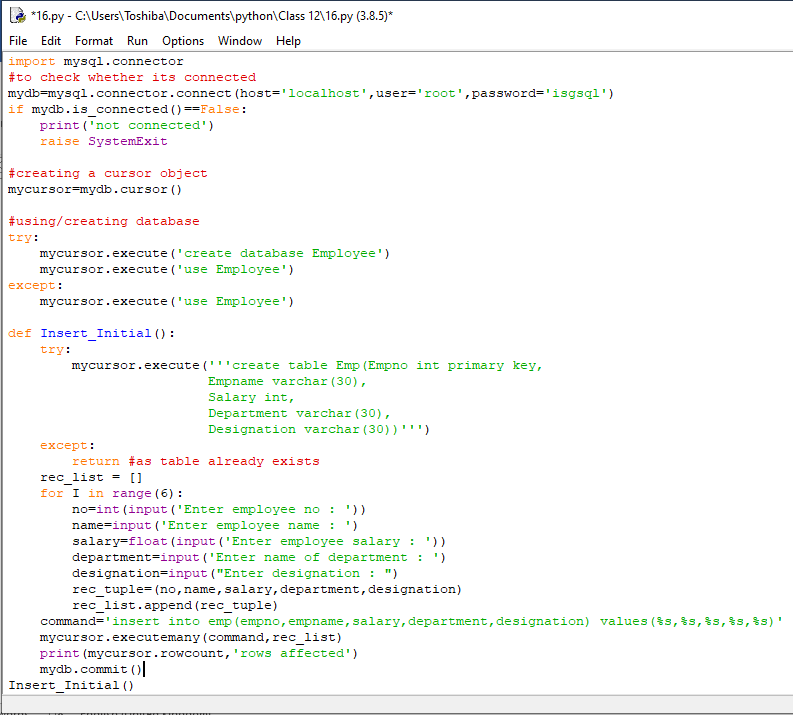 *16.py - C:\Users\Toshiba\Documents\python\Class 12\16.py (3.8.5)*
File Edit Format Run Options Window Help
import mysql.connector
#to check whether its connected
mydb=mysql.connector.connect(host='localhost',user='root',password='isgsql')
if mydb.is_connected()==False:
    print('not connected')
    raise SystemExit

#creating a cursor object
mycursor=mydb.cursor()

#using/creating database
try:
    mycursor.execute('create database Employee')
    mycursor.execute('use Employee')
except:
    mycursor.execute('use Employee')

def Insert_Initial():
    try:
        mycursor.execute('''create table Emp(Empno int primary key,
                         Empname varchar(30),
                         Salary int,
                         Department varchar(30),
                         Designation varchar(30))''')
    except:
        return #as table already exists
    rec_list = []
    for I in range(6):
        no=int(input('Enter employee no : '))
        name=input('Enter employee name : ')
        salary=float(input('Enter employee salary : '))
        department=input('Enter name of department : ')
        designation=input("Enter designation : ")
        rec_tuple=(no,name,salary,department,designation)
        rec_list.append(rec_tuple)
    command='insert into emp(empno,empname,salary,department,designation) values(%s,%s,%s,%s,%s)'
    mycursor.executemany(command,rec_list)
    print(mycursor.rowcount,'rows affected')
    mydb.commit()
Insert_Initial()